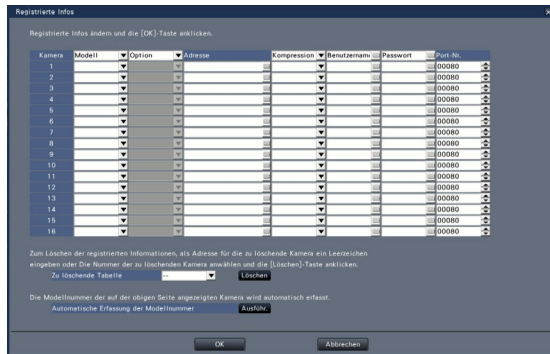 Registrierte Infos
Registrierte Infos ändern und die [OK]-Taste anklicken.
Kamera Modell Option Adresse Kompression Benutzername Passwort Port-Nr.
1 00080
2 00080
3 00080
4 00080
5 00080
6 00080
7 00080
8 00080
9 00080
10 00080
11 00080
12 00080
13 00080
14 00080
15 00080
16 00080
Zum Löschen der registrierten Informationen, als Adresse für die zu löschende Kamera ein Leerzeichen
eingeben oder Die Nummer der zu löschenden Kamera anwählen und die [Löschen]-Taste anklicken.
Zu löschende Tabelle -- Löschen
Die Modellnummer der auf der obigen Seite angezeigten Kamera wird automatisch erfasst.
Automatische Erfassung der Modellnummer Ausführ.
OK Abbrechen